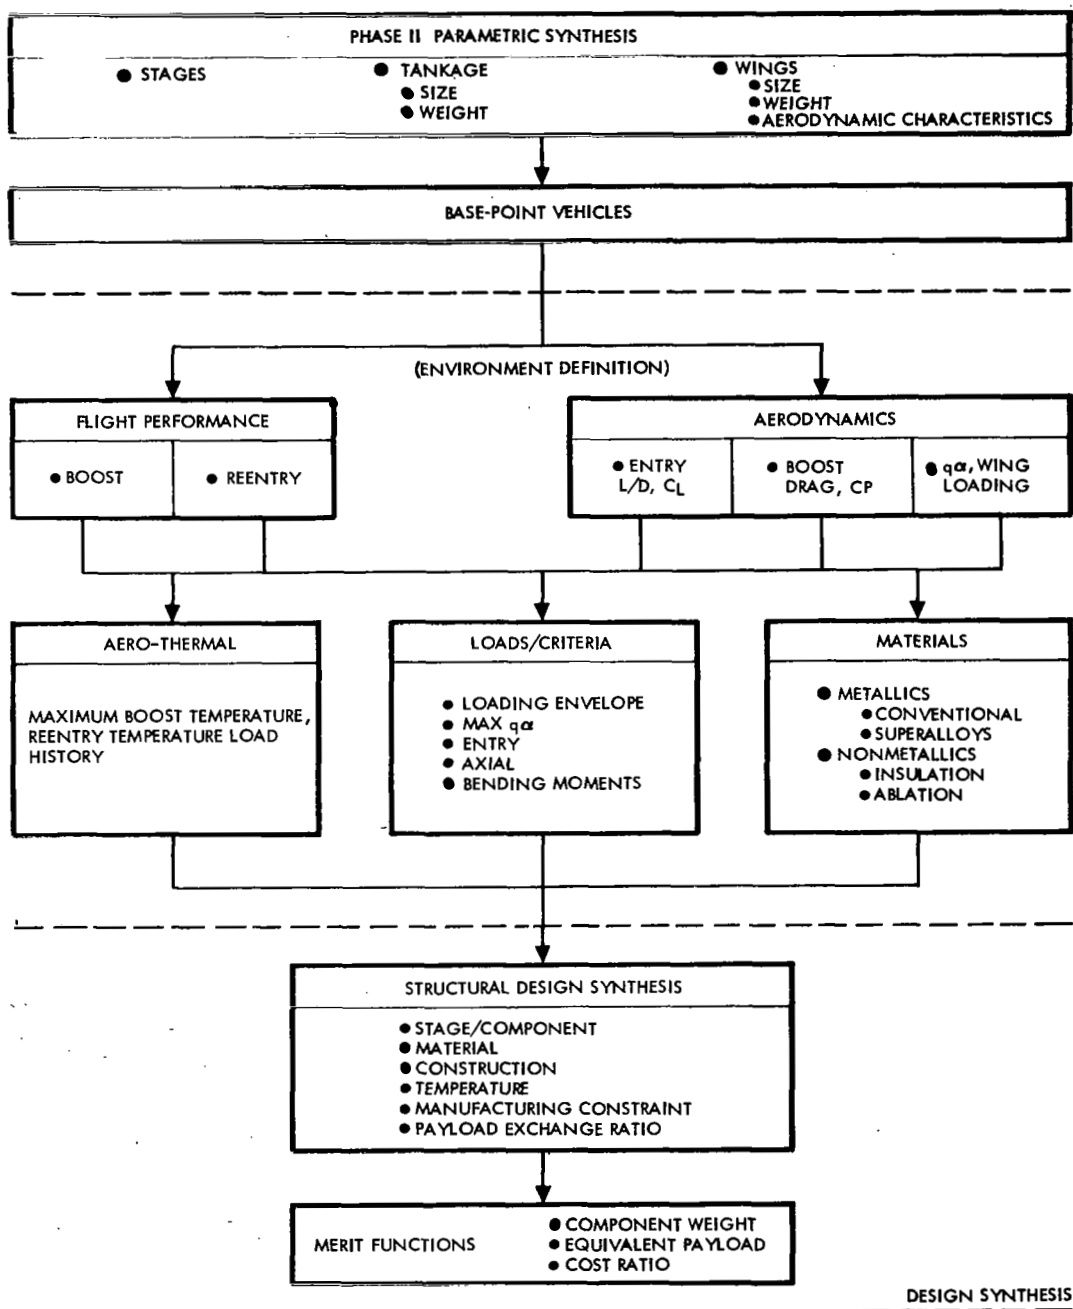 PHASE II PARAMETRIC SYNTHESIS
● STAGES
● TANKAGE
● SIZE
● WEIGHT
● WINGS
● SIZE
● WEIGHT
● AERODYNAMIC CHARACTERISTICS
BASE-POINT VEHICLES
(ENVIRONMENT DEFINITION)
FLIGHT PERFORMANCE
● BOOST
● REENTRY
AERODYNAMICS
● ENTRY
L/D, CL
● BOOST
DRAG, CP
● qα, WING
LOADING
AERO-THERMAL
MAXIMUM BOOST TEMPERATURE,
REENTRY TEMPERATURE LOAD
HISTORY
LOADS/CRITERIA
● LOADING ENVELOPE
● MAX qα
● ENTRY
● AXIAL
● BENDING MOMENTS
MATERIALS
● METALLICS
● CONVENTIONAL
● SUPERALLOYS
● NONMETALLICS
● INSULATION
● ABLATION
STRUCTURAL DESIGN SYNTHESIS
● STAGE/COMPONENT
● MATERIAL
● CONSTRUCTION
● TEMPERATURE
● MANUFACTURING CONSTRAINT
● PAYLOAD EXCHANGE RATIO
MERIT FUNCTIONS
● COMPONENT WEIGHT
● EQUIVALENT PAYLOAD
● COST RATIO
DESIGN SYNTHESIS